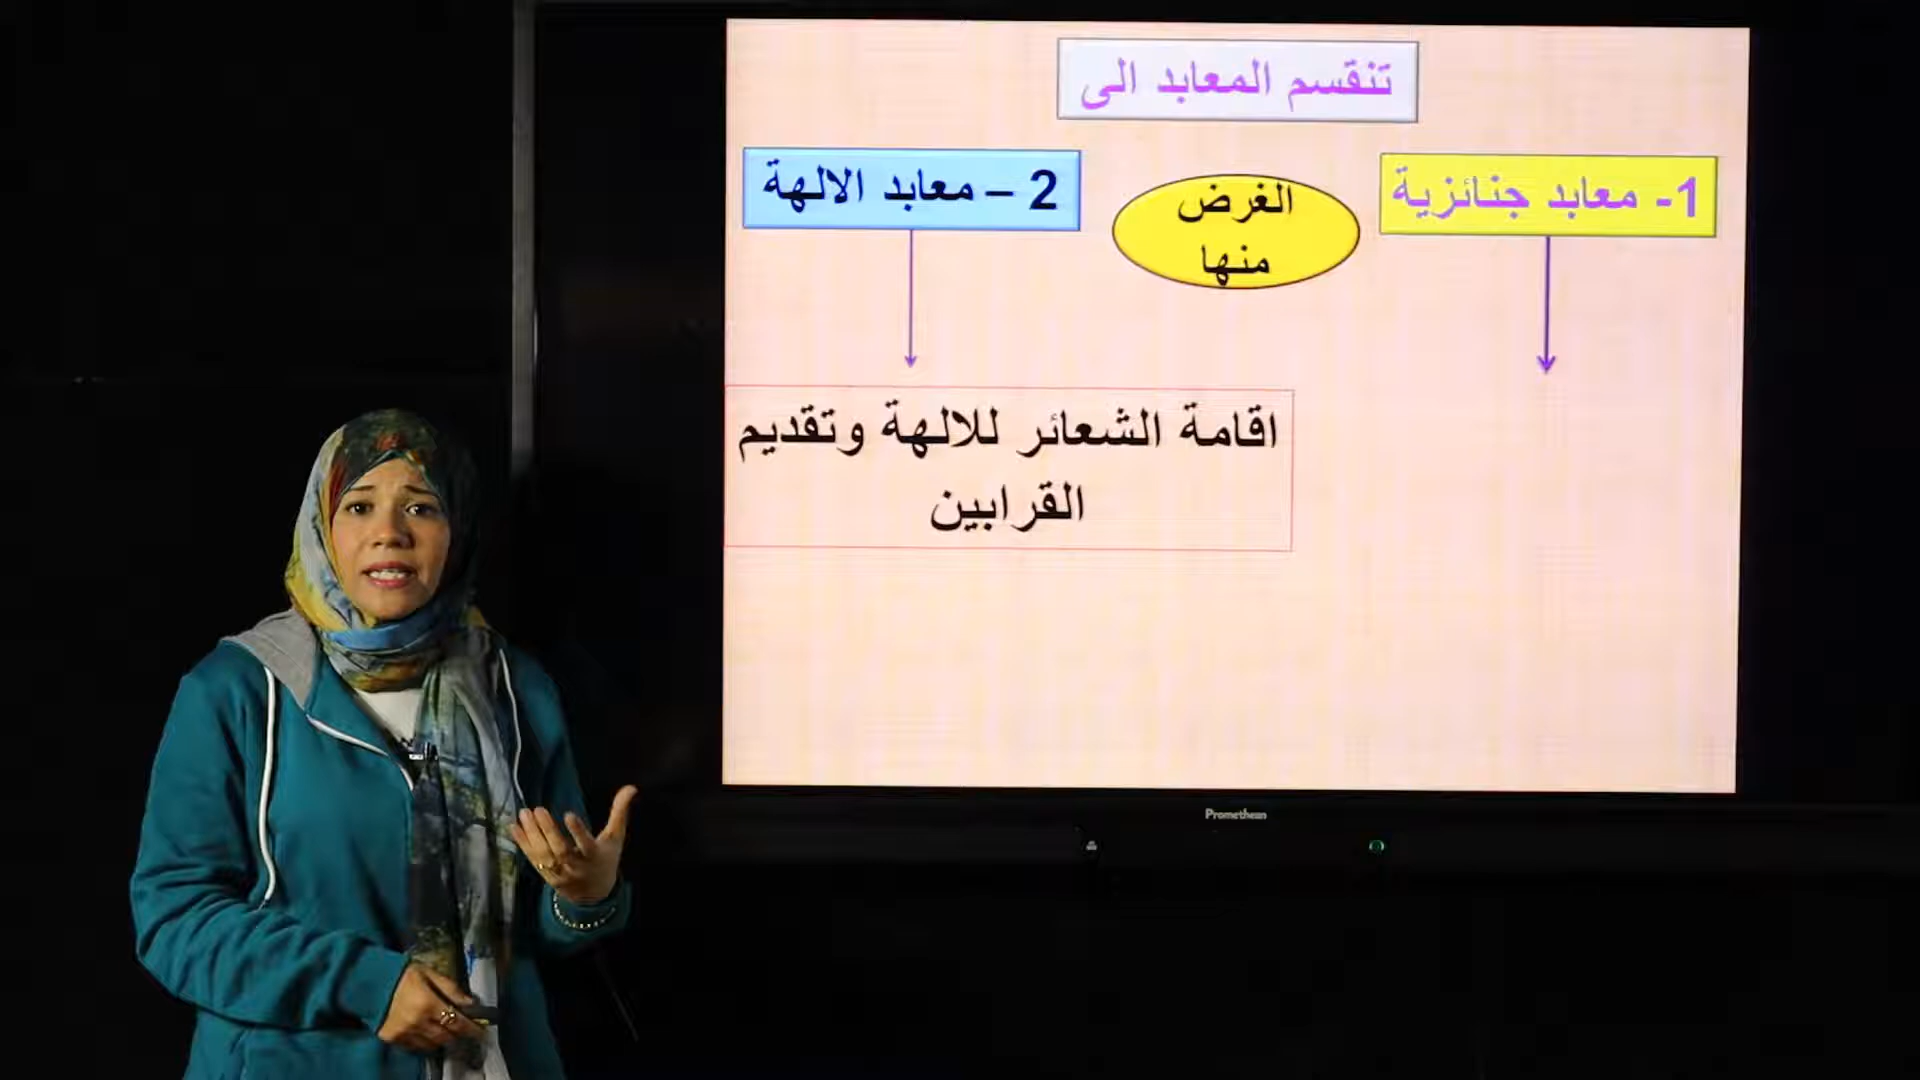 تنقسم المعابد الى
1- معابد جنائزية
الغرض
منها
2 – معابد الالهة
اقامة الشعائر للالهة وتقديم
القرابين
Promethean